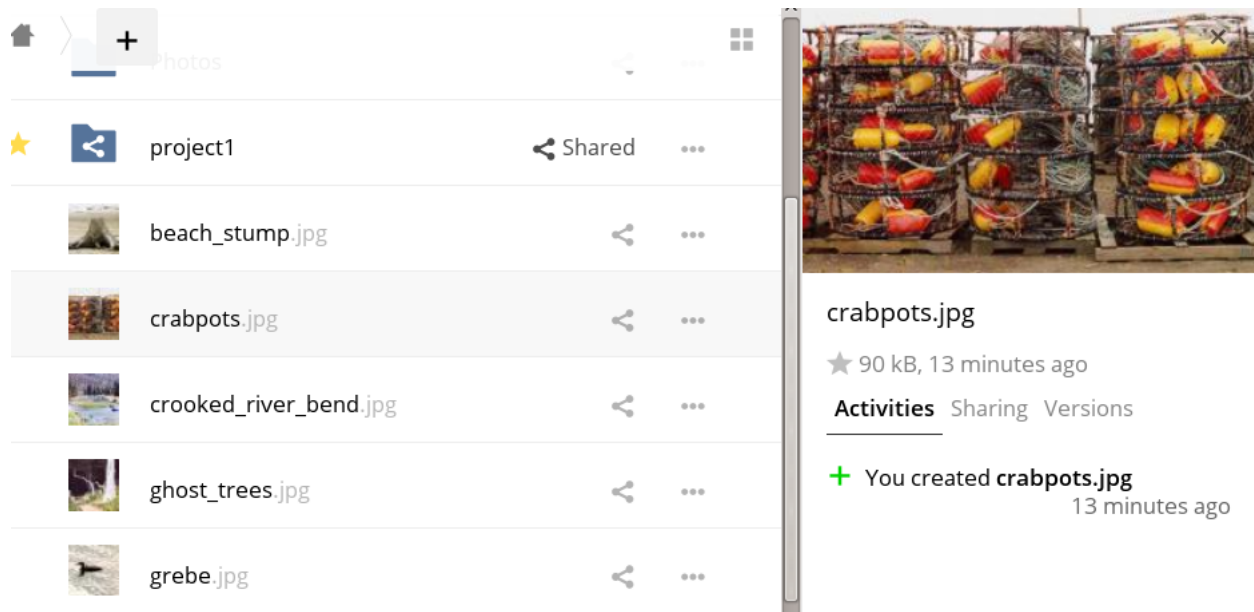 +
Photos
project1 Shared
beach_stump.jpg
crabpots.jpg
crooked_river_bend.jpg
ghost_trees.jpg
grebe.jpg
crabpots.jpg
90 kB, 13 minutes ago
Activities Sharing Versions
+ You created crabpots.jpg
13 minutes ago